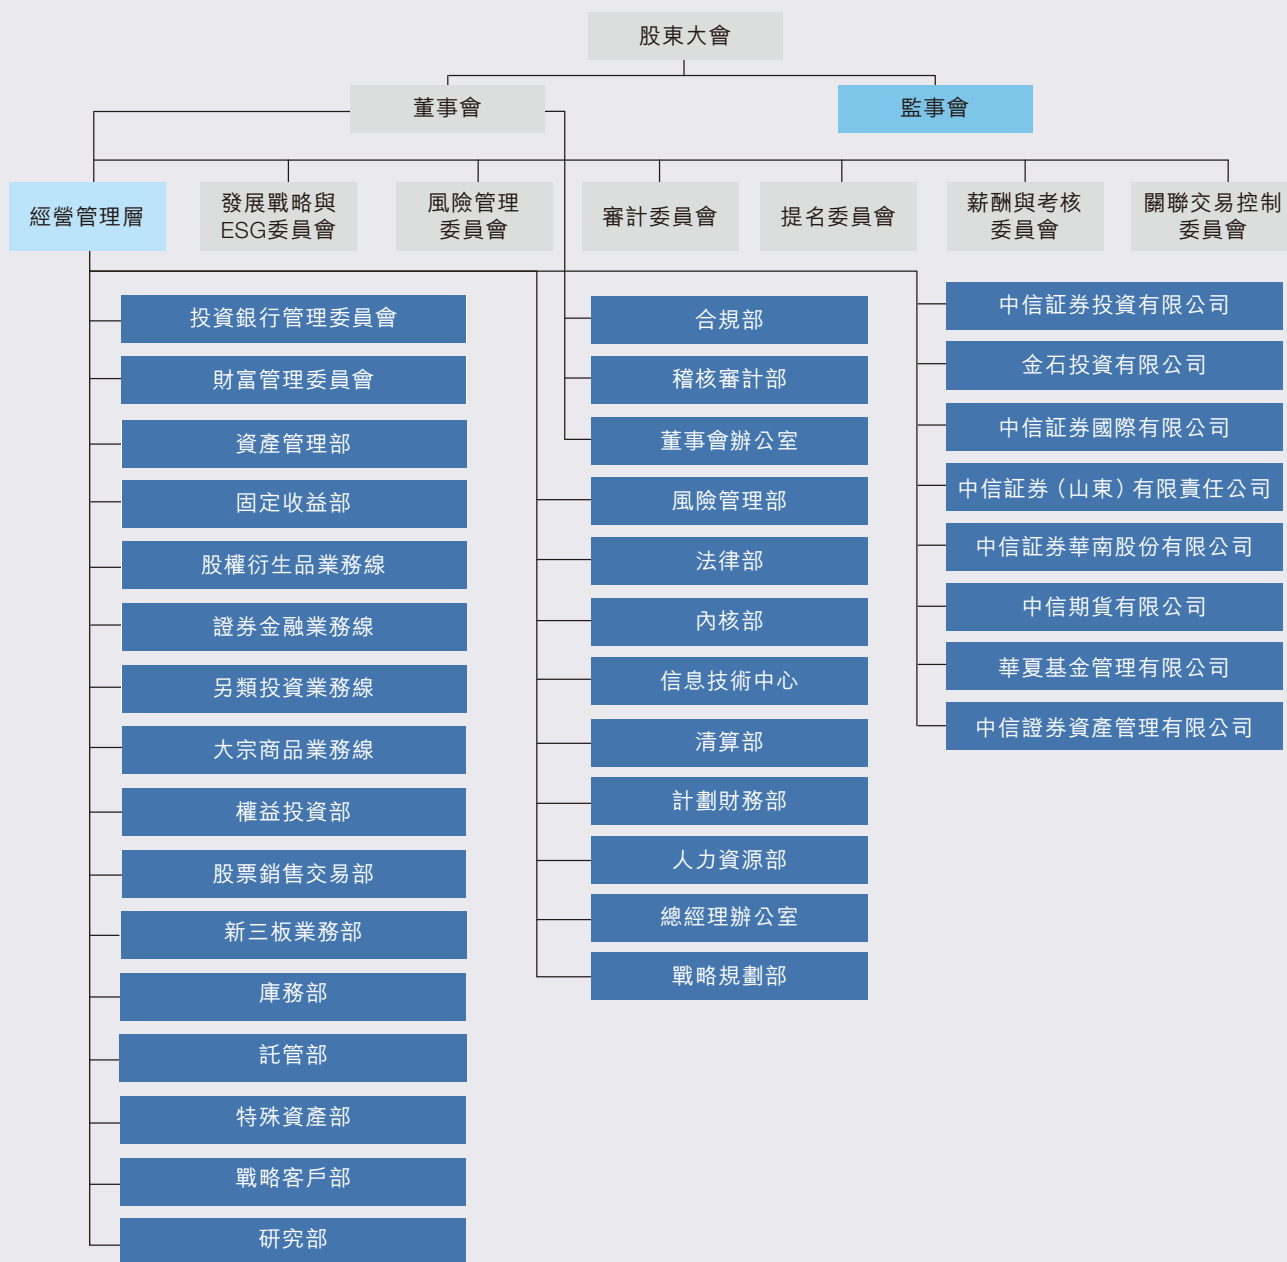 股東大會
董事會
監事會
經營管理層
發展戰略與
ESG委員會
風險管理
委員會
審計委員會
提名委員會
薪酬與考核
委員會
關聯交易控制
委員會
投資銀行管理委員會
財富管理委員會
資產管理部
固定收益部
股權衍生品業務線
證券金融業務線
另類投資業務線
大宗商品業務線
權益投資部
股票銷售交易部
新三板業務部
庫務部
託管部
特殊資產部
戰略客戶部
研究部
合規部
稽核審計部
董事會辦公室
風險管理部
法律部
內核部
信息技術中心
清算部
計劃財務部
人力資源部
總經理辦公室
戰略規劃部
中信証券投資有限公司
金石投資有限公司
中信証券國際有限公司
中信証券（山東）有限責任公司
中信証券華南股份有限公司
中信期貨有限公司
華夏基金管理有限公司
中信證券資產管理有限公司